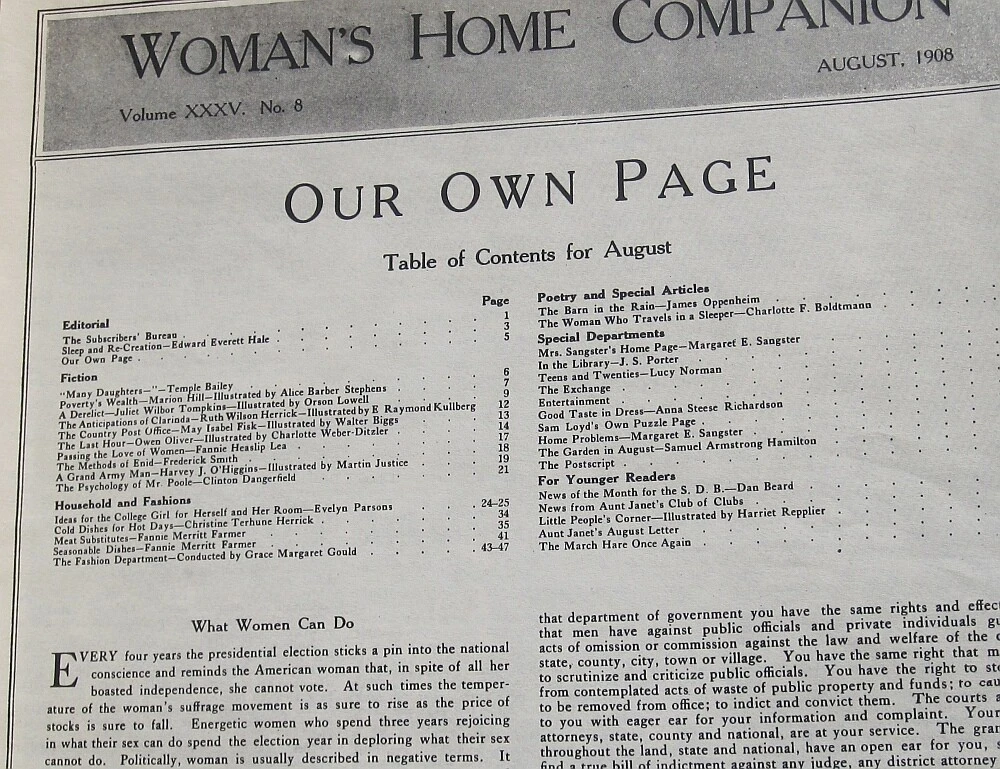 WOMAN'S HOME COMPANION
Volume XXXV. No. 8
AUGUST, 1908
OUR OWN PAGE
Table of Contents for August
Page
Editorial
The Subscribers' Bureau . . . 1
Sleep and Re-Creation—Edward Everett Hale . . . 3
Our Own Page . . . 5
Fiction
"Many Daughters—"—Temple Bailey . . . 6
Poverty's Wealth—Marion Hill—Illustrated by Alice Barber Stephens . . . 7
A Derelict—Juliet Wilbor Tompkins—Illustrated by Orson Lowell . . . 9
The Anticipations of Clarinda—Ruth Wilson Herrick—Illustrated by E Raymond Kullberg 12
The Country Post Office—May Isabel Fisk—Illustrated by Walter Biggs . . . 13
The Last Hour—Owen Oliver—Illustrated by Charlotte Weber-Ditzler . . . 14
Passing the Love of Women—Fannie Heaslip Lea . . . 17
The Methods of Enid—Frederick Smith . . . 18
A Grand Army Man—Harvey J. O'Higgins—Illustrated by Martin Justice . . . 19
The Psychology of Mr. Poole—Clinton Dangerfield . . . 21
Household and Fashions
Ideas for the College Girl for Herself and Her Room—Evelyn Parsons . . . 24-25
Cold Dishes for Hot Days—Christine Terhune Herrick . . . 34
Meat Substitutes—Fannie Merritt Farmer . . . 35
Seasonable Dishes—Fannie Merritt Farmer . . . 41
The Fashion Department—Conducted by Grace Margaret Gould . . . 43-47
Poetry and Special Articles
The Barn in the Rain—James Oppenheim
The Woman Who Travels in a Sleeper—Charlotte F. Boldtmann
Special Departments
Mrs. Sangster's Home Page—Margaret E. Sangster
In the Library—J. S. Porter
Teens and Twenties—Lucy Norman
The Exchange
Entertainment
Good Taste in Dress—Anna Steese Richardson
Sam Loyd's Own Puzzle Page
Home Problems—Margaret E. Sangster
The Garden in August—Samuel Armstrong Hamilton
The Postscript
For Younger Readers
News of the Month for the S. D. B.—Dan Beard
News from Aunt Janet's Club of Clubs
Little People's Corner—Illustrated by Harriet Repplier
Aunt Janet's August Letter
The March Hare Once Again
What Women Can Do
EVERY four years the presidential election sticks a pin into the national
conscience and reminds the American woman that, in spite of all her
boasted independence, she cannot vote. At such times the temper-
ature of the woman's suffrage movement is as sure to rise as the price of
stocks is sure to fall. Energetic women who spend three years rejoicing
in what their sex can do spend the election year in deploring what their sex
cannot do. Politically, woman is usually described in negative terms. It
that department of government you have the same rights and
that men have against public officials and private individuals
acts of omission or commission against the law and welfare of the
state, county, city, town or village. You have the same right that
to scrutinize and criticize public officials. You have the right to
from contemplated acts of waste of public property and funds; to
to be removed from office; to indict and convict them. The courts
to you with eager ear for your information and complaint. Your
attorneys, state, county and national, are at your service. The
throughout the land, state and national, have an open ear for you,
find a true bill of indictment against any judge, any district attorney